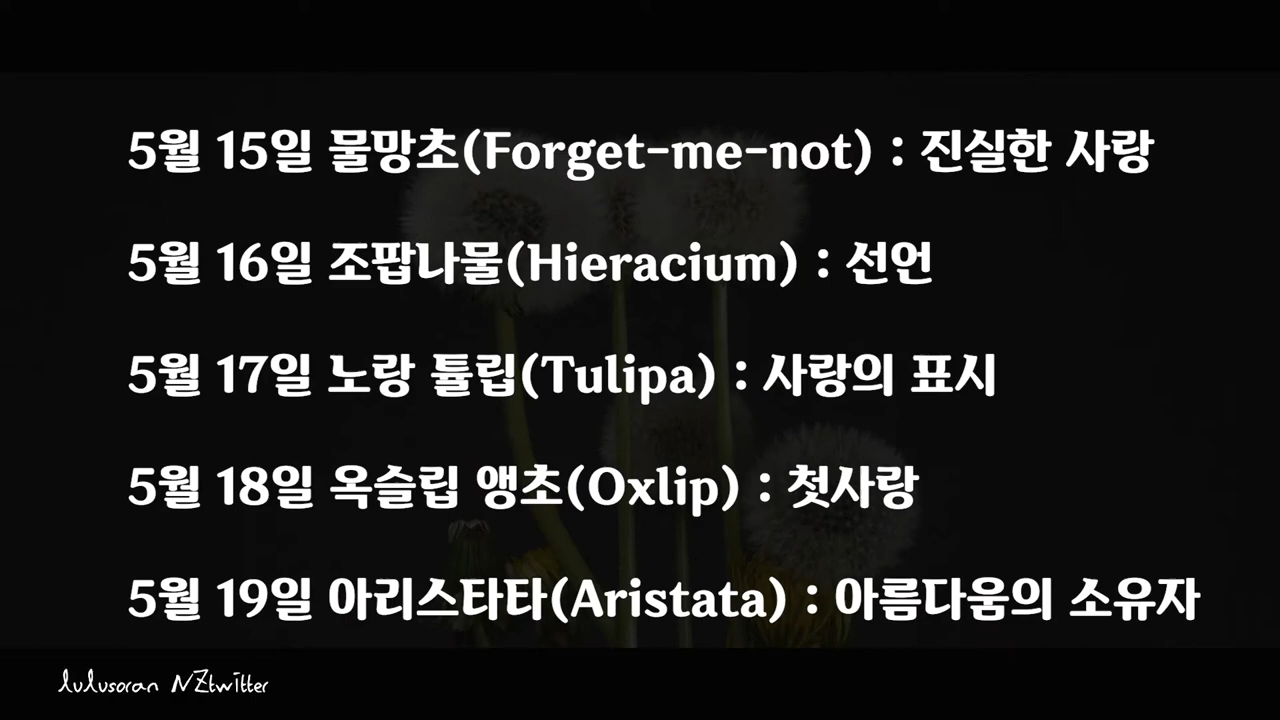 5월 15일 물망초(Forget-me-not) : 진실한 사랑
5월 16일 조팝나물(Hieracium) : 선언
5월 17일 노랑 튤립(Tulipa) : 사랑의 표시
5월 18일 옥슬립 앵초(Oxlip) : 첫사랑
5월 19일 아리스타타(Aristata) : 아름다움의 소유자
lulusoran NZtwitter